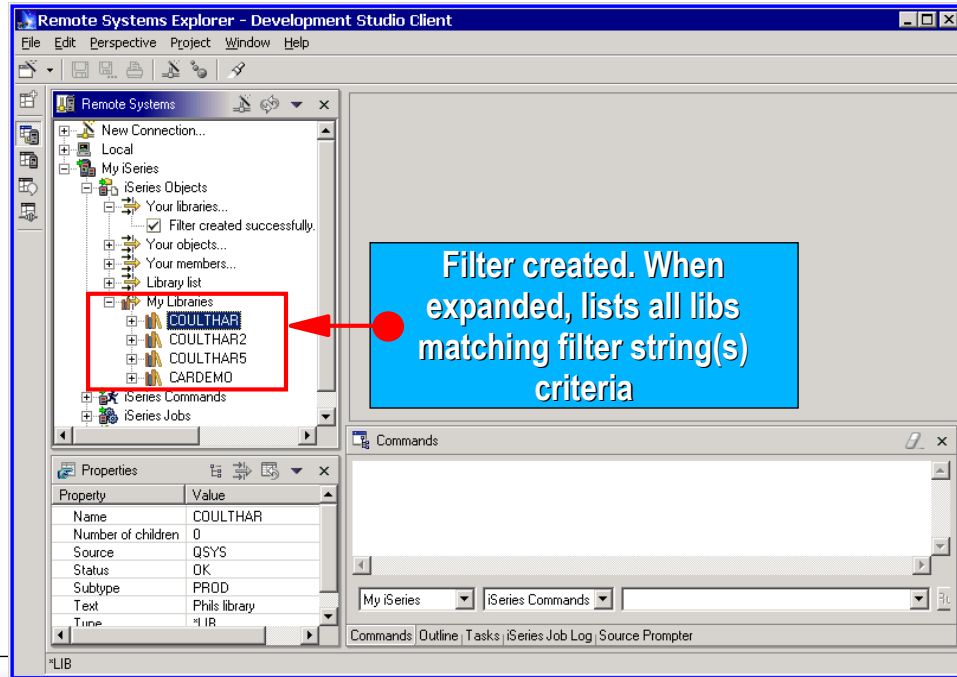 Remote Systems Explorer - Development Studio Client
File Edit Perspective Project Window Help
Remote Systems
New Connection...
Local
My iSeries
iSeries Objects
Your libraries...
Filter created successfully.
Your objects...
Your members...
Library list
My Libraries
COULTHAR
COULTHAR2
COULTHAR5
CARDEMO
iSeries Commands
iSeries Jobs
Filter created. When
expanded, lists all libs
matching filter string(s)
criteria
Properties
Property Value
Name COULTHAR
Number of children 0
Source QSYS
Status OK
Subtype PROD
Text Phils library
Type *LIB
Commands
My iSeries iSeries Commands
Commands Outline Tasks iSeries Job Log Source Prompter
*LIB